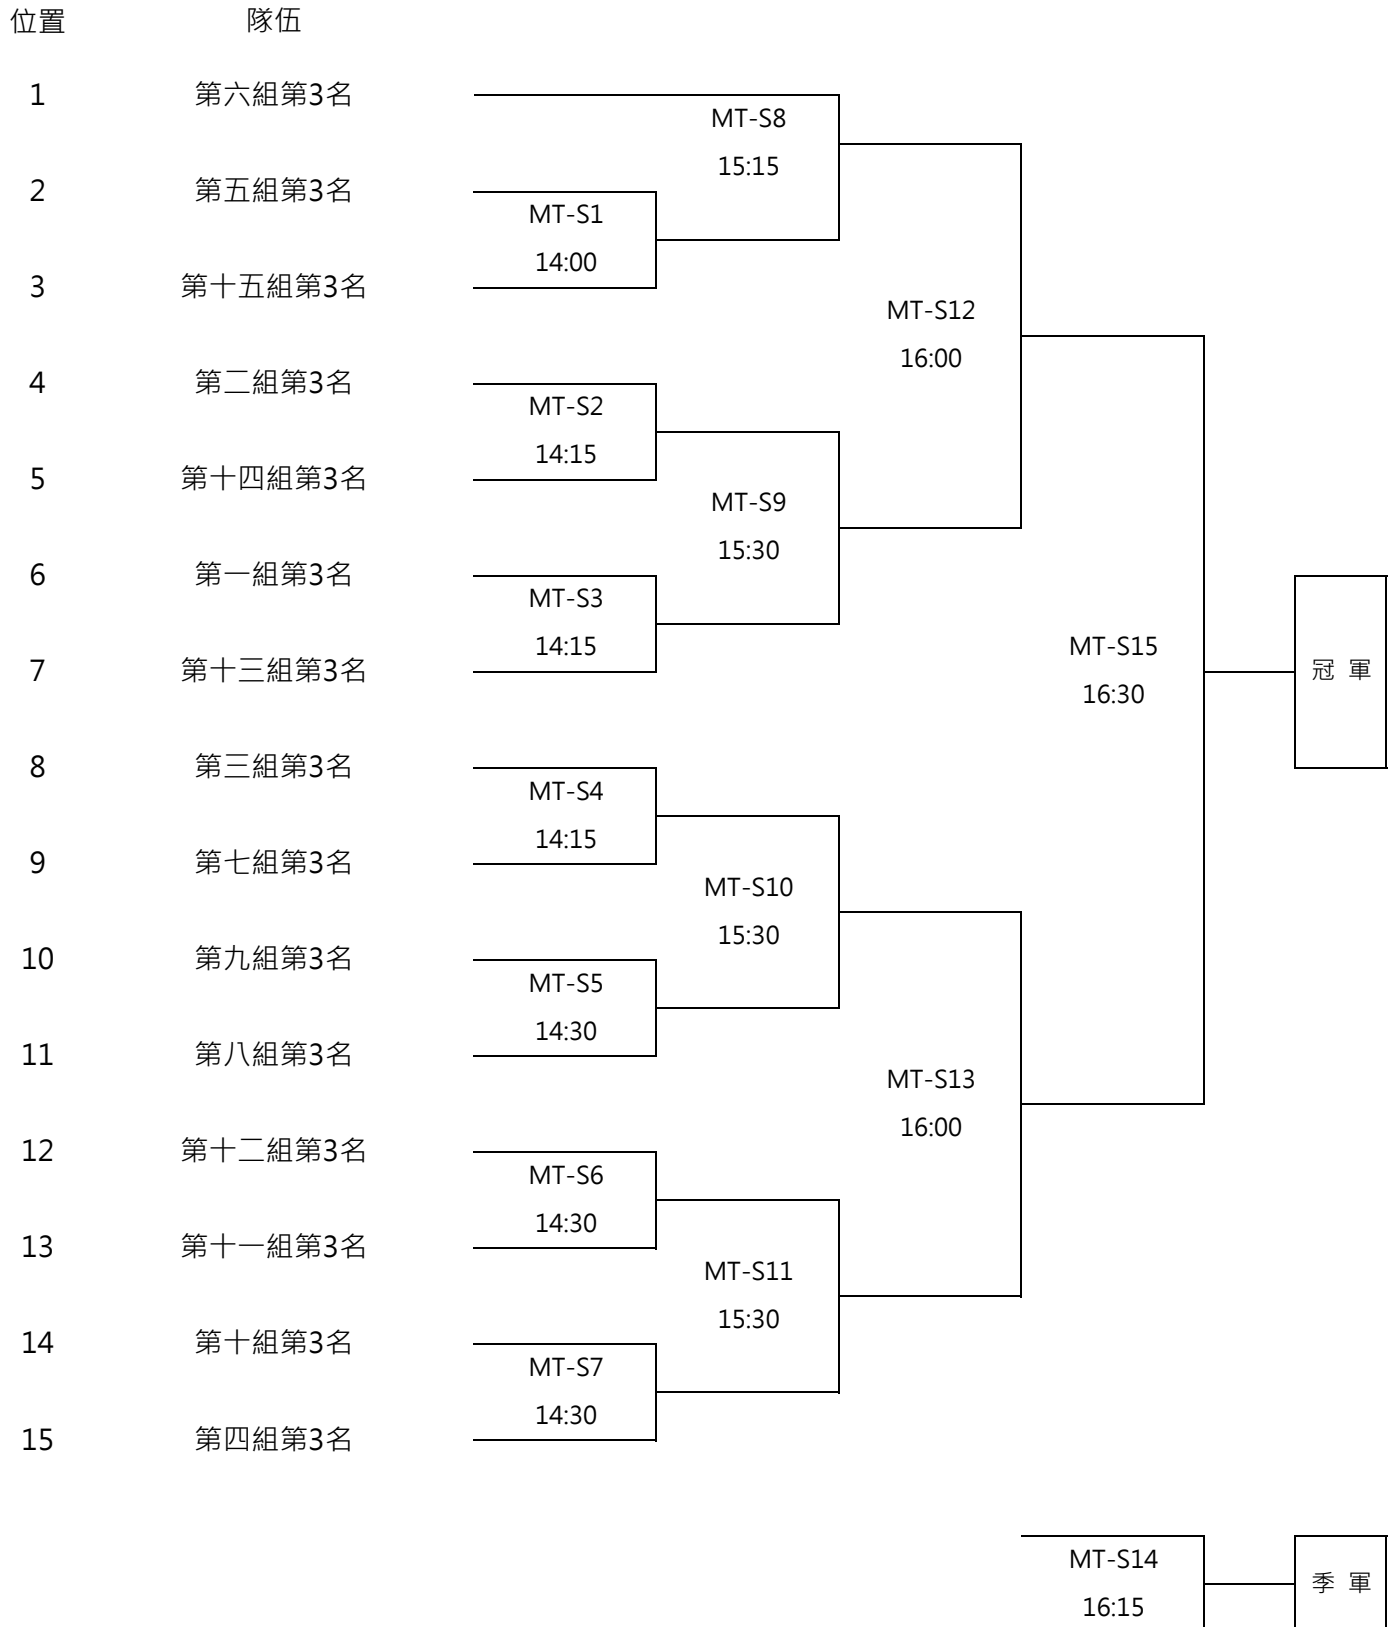 位置 隊伍
1 第六組第3名
MT-S8
15:15
2 第五組第3名
MT-S1
14:00
3 第十五組第3名
MT-S12
16:00
4 第二組第3名
MT-S2
14:15
5 第十四組第3名
MT-S9
15:30
6 第一組第3名
MT-S3
14:15
7 第十三組第3名
MT-S15
16:30
冠 軍
8 第三組第3名
MT-S4
14:15
9 第七組第3名
MT-S10
15:30
10 第九組第3名
MT-S5
14:30
11 第八組第3名
MT-S13
16:00
12 第十二組第3名
MT-S6
14:30
13 第十一組第3名
MT-S11
15:30
14 第十組第3名
MT-S7
14:30
15 第四組第3名
MT-S14
16:15
季 軍